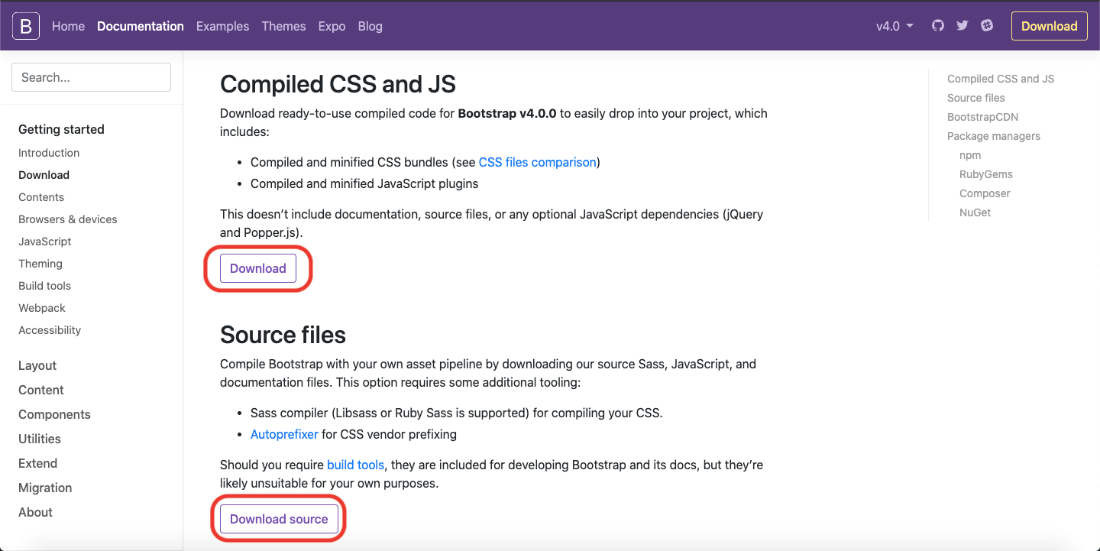 B Home Documentation Examples Themes Expo Blog v4.0 Download
Search...
Getting started
Introduction
Download
Contents
Browsers & devices
JavaScript
Theming
Build tools
Webpack
Accessibility
Layout
Content
Components
Utilities
Extend
Migration
About
Compiled CSS and JS
Download ready-to-use compiled code for Bootstrap v4.0.0 to easily drop into your project, which
includes:
• Compiled and minified CSS bundles (see CSS files comparison)
• Compiled and minified JavaScript plugins
This doesn’t include documentation, source files, or any optional JavaScript dependencies (jQuery
and Popper.js).
Download
Source files
Compile Bootstrap with your own asset pipeline by downloading our source Sass, JavaScript, and
documentation files. This option requires some additional tooling:
• Sass compiler (Libsass or Ruby Sass is supported) for compiling your CSS.
• Autoprefixer for CSS vendor prefixing
Should you require build tools, they are included for developing Bootstrap and its docs, but they’re
likely unsuitable for your own purposes.
Download source
Compiled CSS and JS
Source files
BootstrapCDN
Package managers
npm
RubyGems
Composer
NuGet